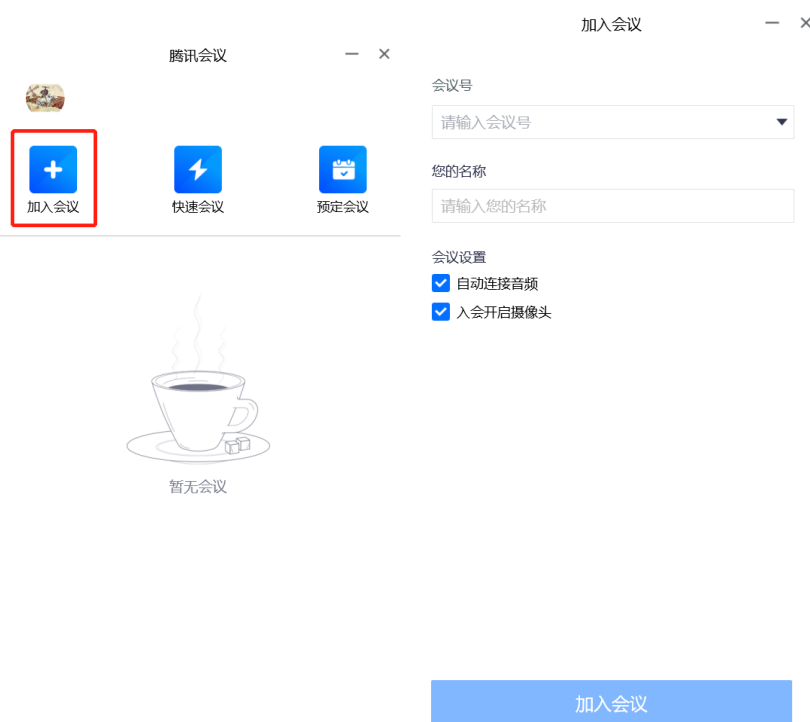 腾讯会议
加入会议
快速会议
预定会议
暂无会议
加入会议
会议号
请输入会议号
您的名称
请输入您的名称
会议设置
自动连接音频
入会开启摄像头
加入会议